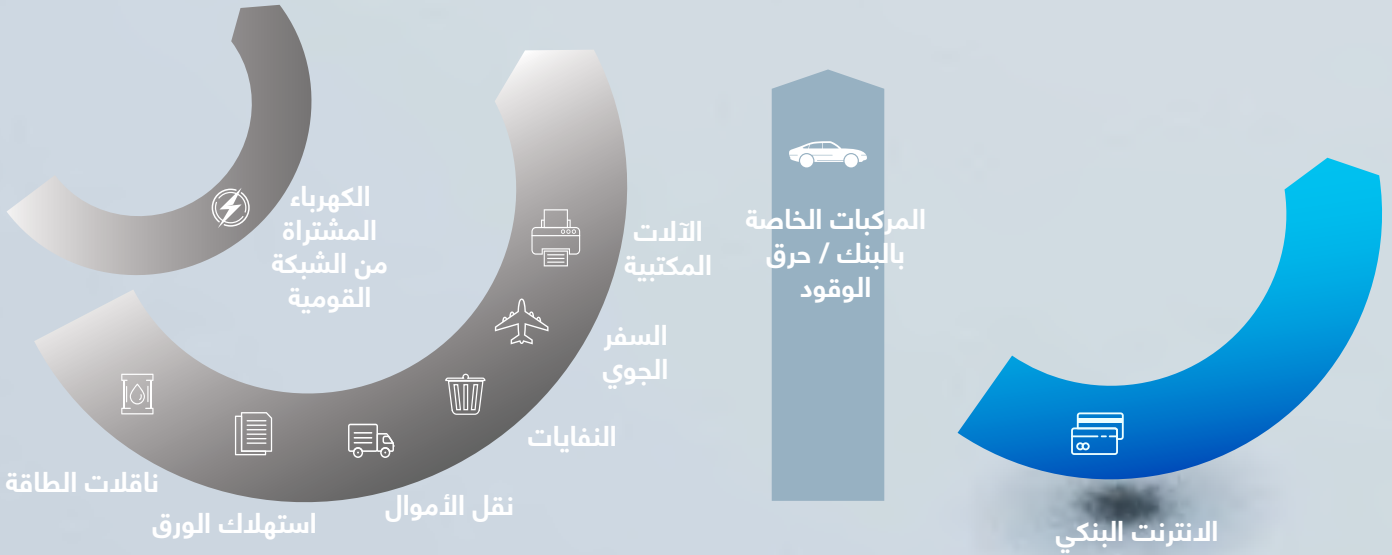 الكهرباء
المشتراة
من الشبكة
القومية
الآلات
المكتبية
السفر
الجوي
النفايات
نقل الأموال
استهلاك الورق
ناقلات الطاقة
المركبات الخاصة
بالبنك / حرق
الوقود
الانترنت البنكي